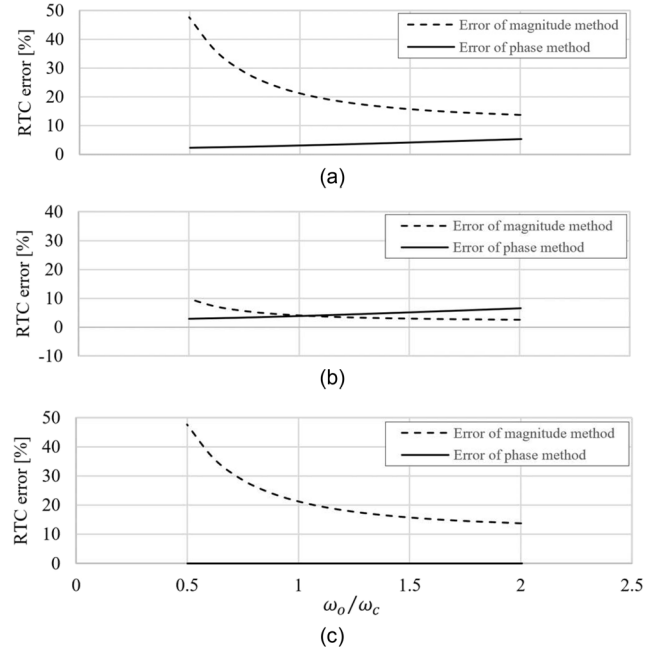 50
40
30
20
10
0
RTC error [%]
Error of magnitude method
Error of phase method
(a)
40
30
20
10
0
-10
RTC error [%]
Error of magnitude method
Error of phase method
(b)
50
40
30
20
10
0
RTC error [%]
Error of magnitude method
Error of phase method
0 0.5 1 1.5 2 2.5
ω_o/ω_c
(c)